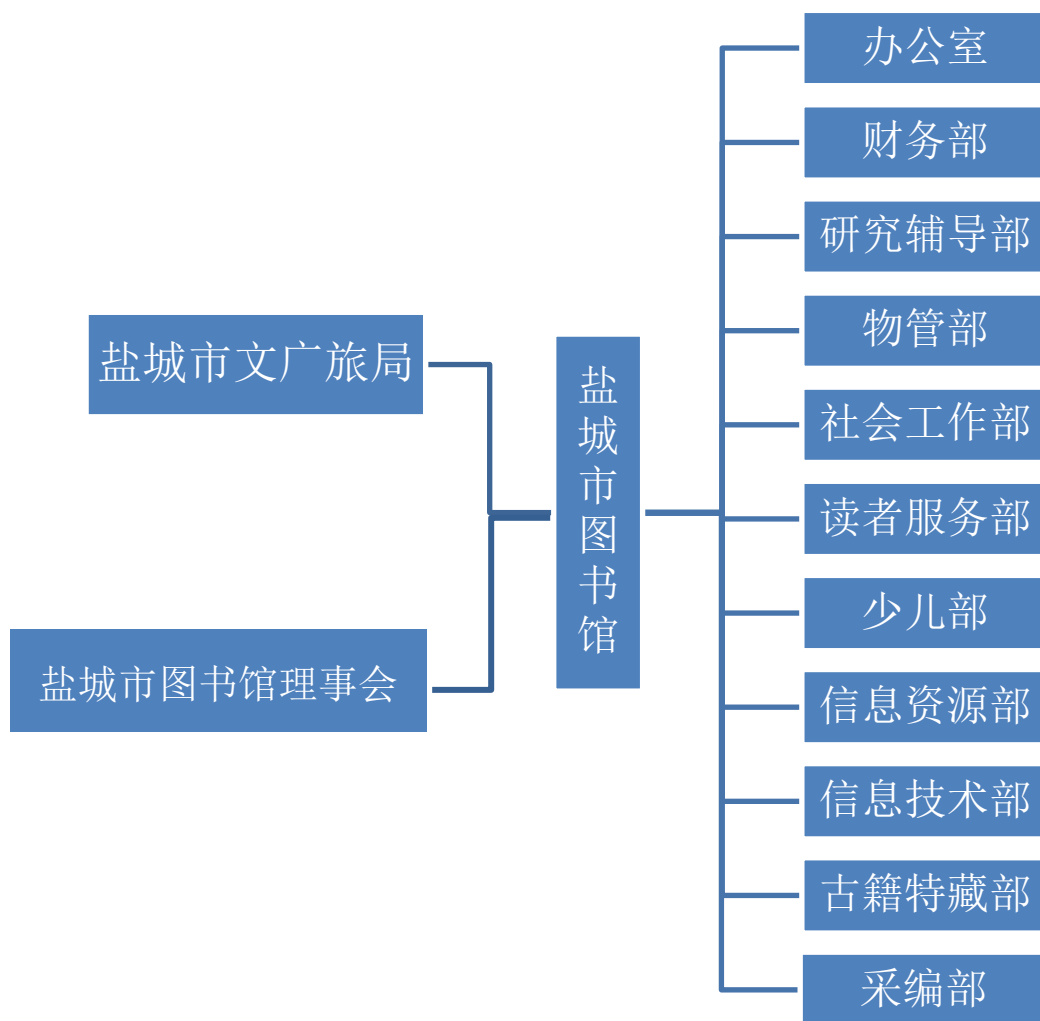 盐城市文广旅局
盐城市图书馆理事会
盐城市图书馆
办公室
财务部
研究辅导部
物管部
社会工作部
读者服务部
少儿部
信息资源部
信息技术部
古籍特藏部
采编部